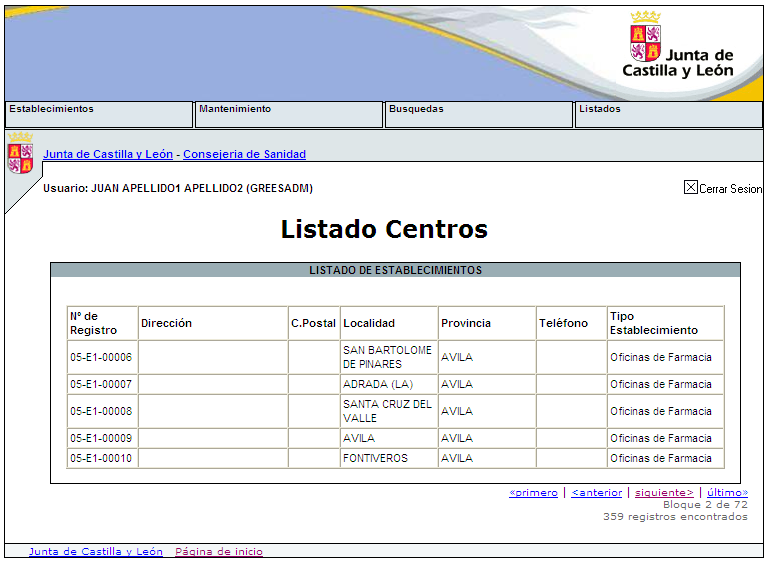 Junta de
Castilla y León
Establecimientos
Mantenimiento
Busquedas
Listados
Junta de Castilla y León - Consejeria de Sanidad
Usuario: JUAN APELLIDO1 APELLIDO2 (GREESADM)
Cerrar Sesion
Listado Centros
LISTADO DE ESTABLECIMIENTOS
Nº de Registro Dirección C.Postal Localidad Provincia Teléfono Tipo Establecimiento
05-E1-00006 SAN BARTOLOME DE PINARES AVILA Oficinas de Farmacia
05-E1-00007 ADRADA (LA) AVILA Oficinas de Farmacia
05-E1-00008 SANTA CRUZ DEL VALLE AVILA Oficinas de Farmacia
05-E1-00009 AVILA AVILA Oficinas de Farmacia
05-E1-00010 FONTIVEROS AVILA Oficinas de Farmacia
«primero | <anterior | siguiente> | último»
Bloque 2 de 72
359 registros encontrados
Junta de Castilla y León Página de inicio